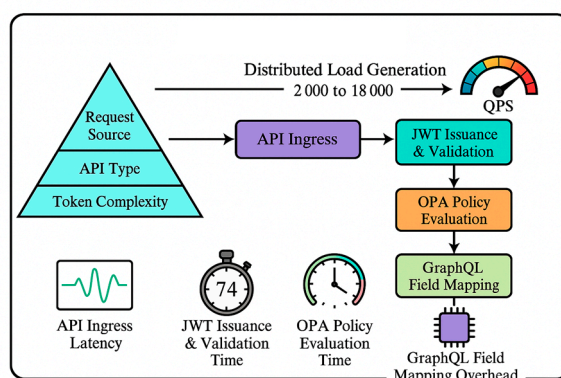 Distributed Load Generation
2 000 to 18 000
QPS
Request
Source
API Type
Token Complexity
API Ingress
JWT Issuance
& Validation
OPA Policy
Evaluation
GraphQL
Field Mapping
API Ingress
Latency
74
JWT Issuance
& Validation
Time
OPA Policy
Evaluation
Time
GraphQL Field
Mapping Overhead